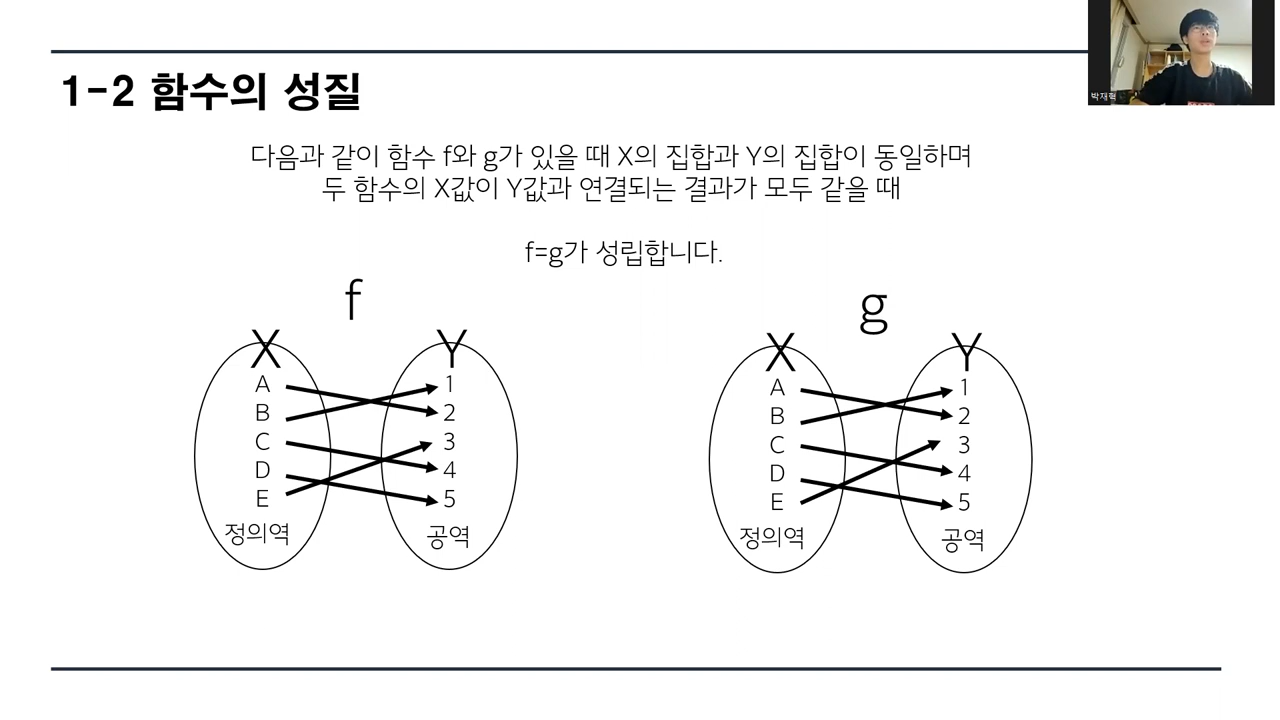 박재혁
1-2 함수의 성질
다음과 같이 함수 f와 g가 있을 때 X의 집합과 Y의 집합이 동일하며
두 함수의 X값이 Y값과 연결되는 결과가 모두 같을 때
f=g가 성립합니다.
f
X
Y
A
B
C
D
E
정의역
1
2
3
4
5
공역
g
X
Y
A
B
C
D
E
정의역
1
2
3
4
5
공역